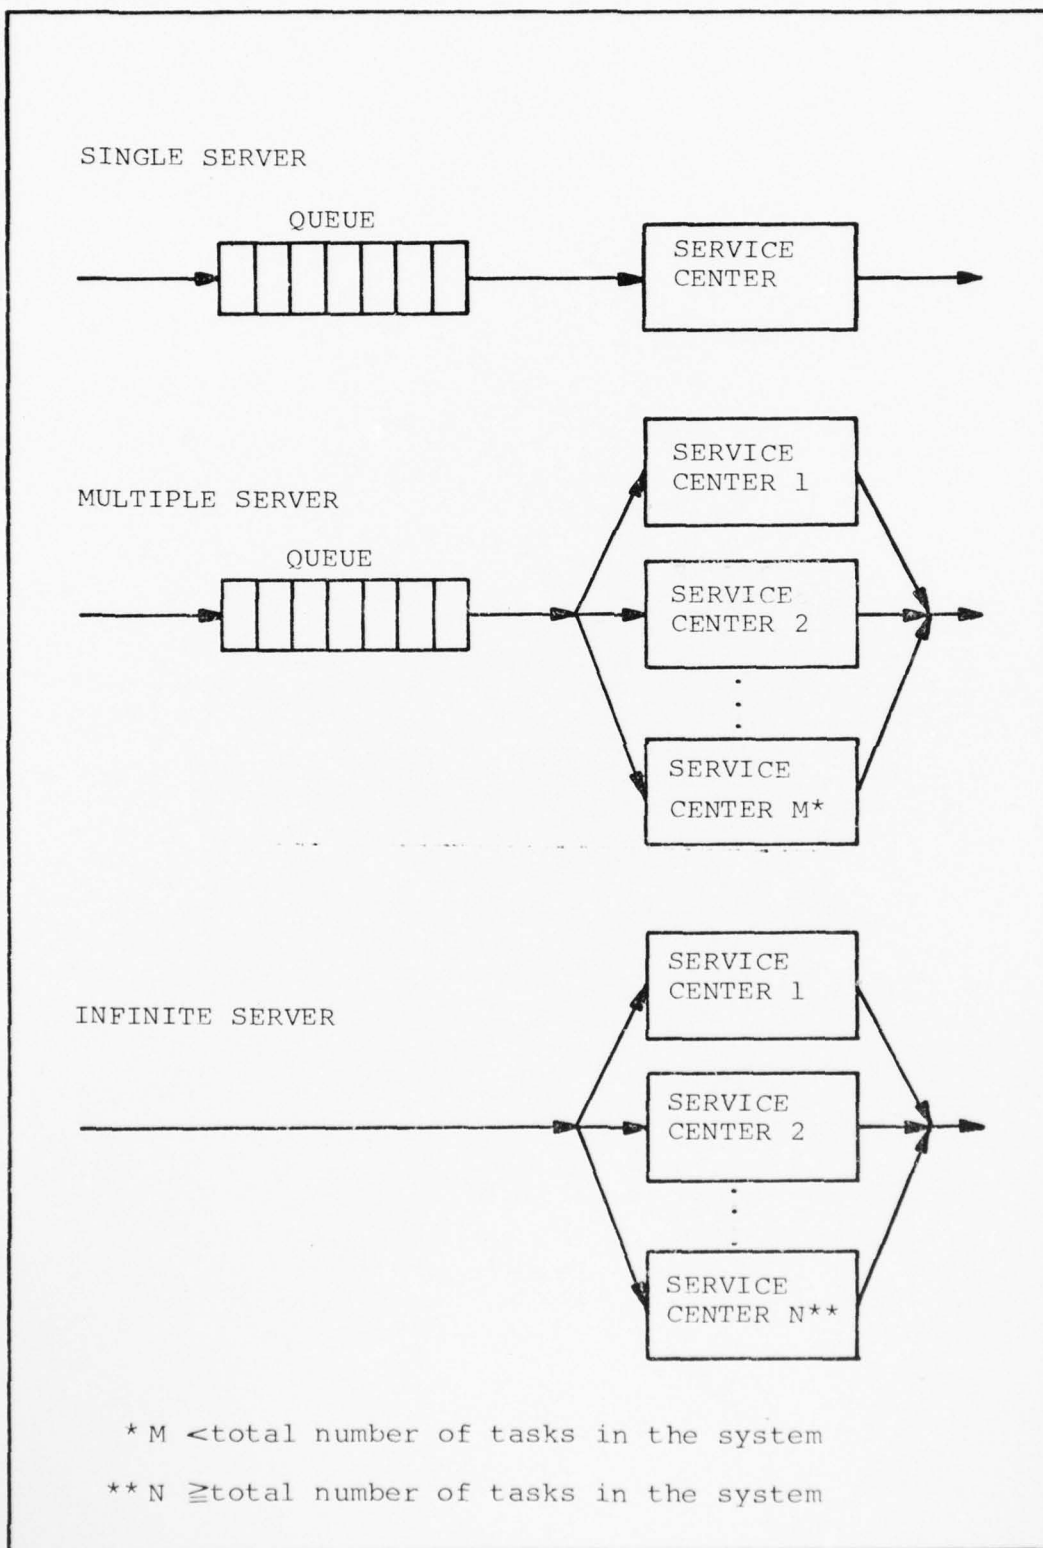 SINGLE SERVER
QUEUE
SERVICE
CENTER
MULTIPLE SERVER
QUEUE
SERVICE
CENTER 1
SERVICE
CENTER 2
SERVICE
CENTER M*
INFINITE SERVER
SERVICE
CENTER 1
SERVICE
CENTER 2
SERVICE
CENTER N**
* M <total number of tasks in the system
** N ≧total number of tasks in the system